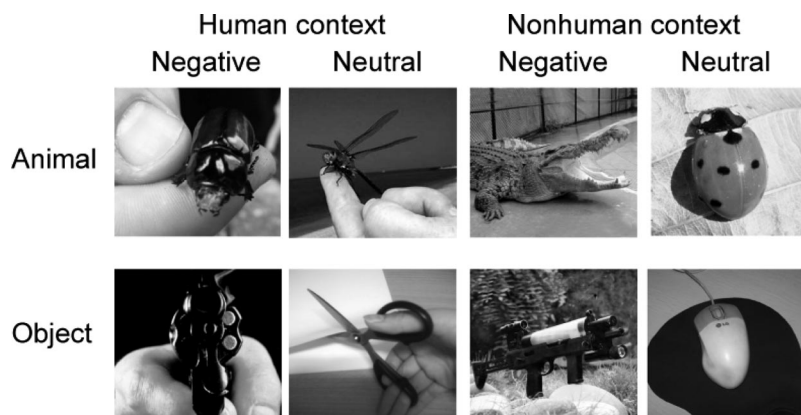 Human context Nonhuman context
Negative Neutral Negative Neutral
Animal
Object
LG